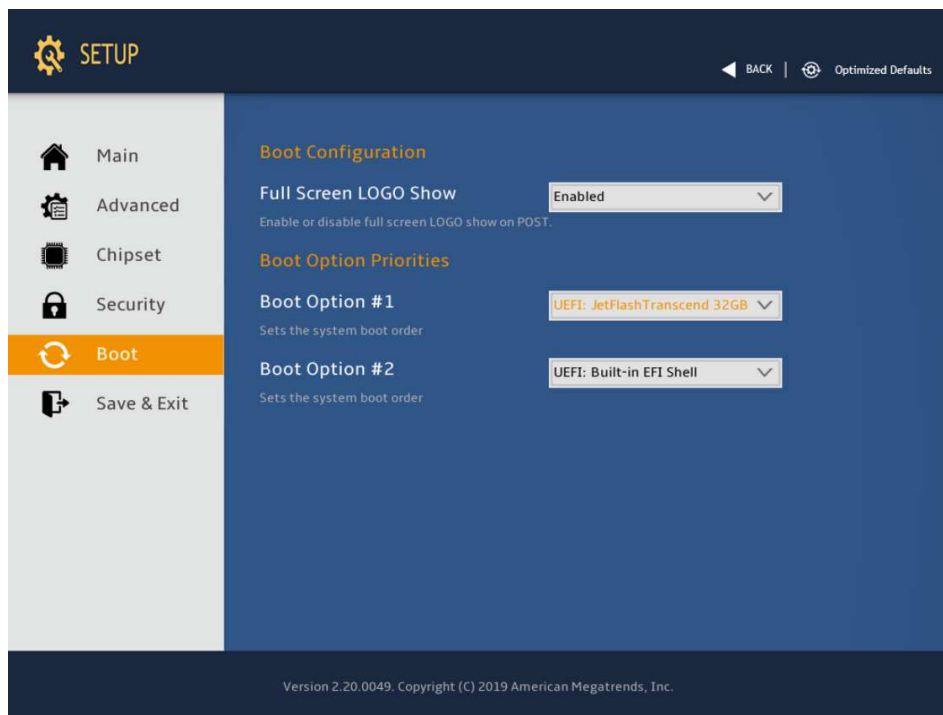 SETUP
BACK | Optimized Defaults
Main
Advanced
Chipset
Security
Boot
Save & Exit
Boot Configuration
Full Screen LOGO Show
Enabled
Enable or disable full screen LOGO show on POST.
Boot Option Priorities
Boot Option #1
UEFI: JetFlashTranscend 32GB
Sets the system boot order
Boot Option #2
UEFI: Built-in EFI Shell
Sets the system boot order
Version 2.20.0049. Copyright (C) 2019 American Megatrends, Inc.